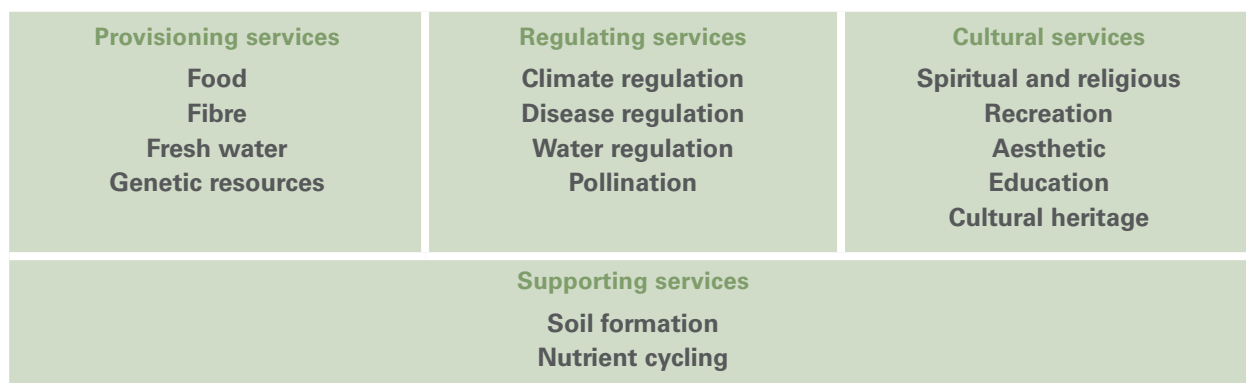 Provisioning services
Food
Fibre
Fresh water
Genetic resources
Regulating services
Climate regulation
Disease regulation
Water regulation
Pollination
Cultural services
Spiritual and religious
Recreation
Aesthetic
Education
Cultural heritage
Supporting services
Soil formation
Nutrient cycling